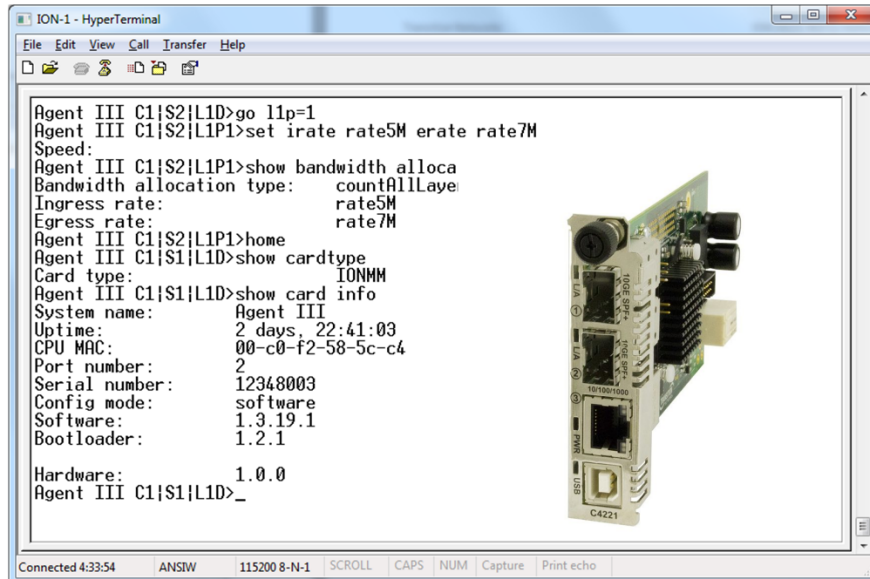 ION-1 - HyperTerminal
File Edit View Call Transfer Help
Agent III C1|S2|L1D>go l1p=1
Agent III C1|S2|L1P1>set irate rate5M erate rate7M
Speed:
Agent III C1|S2|L1P1>show bandwidth alloca
Bandwidth allocation type: countAllLaye
Ingress rate: rate5M
Egress rate: rate7M
Agent III C1|S2|L1P1>home
Agent III C1|S1|L1D>show cardtype
Card type: IONMM
Agent III C1|S1|L1D>show card info
System name: Agent III
Uptime: 2 days, 22:41:03
CPU MAC: 00-c0-f2-58-5c-c4
Port number: 2
Serial number: 12348003
Config mode: software
Software: 1.3.19.1
Bootloader: 1.2.1
Hardware: 1.0.0
Agent III C1|S1|L1D>_
L/A
1
10GE SPF+
L/A
2
10GE SPF+
10/100/1000
3
PWR
USB
C4221
Connected 4:33:54 ANSIW 115200 8-N-1 SCROLL CAPS NUM Capture Print echo